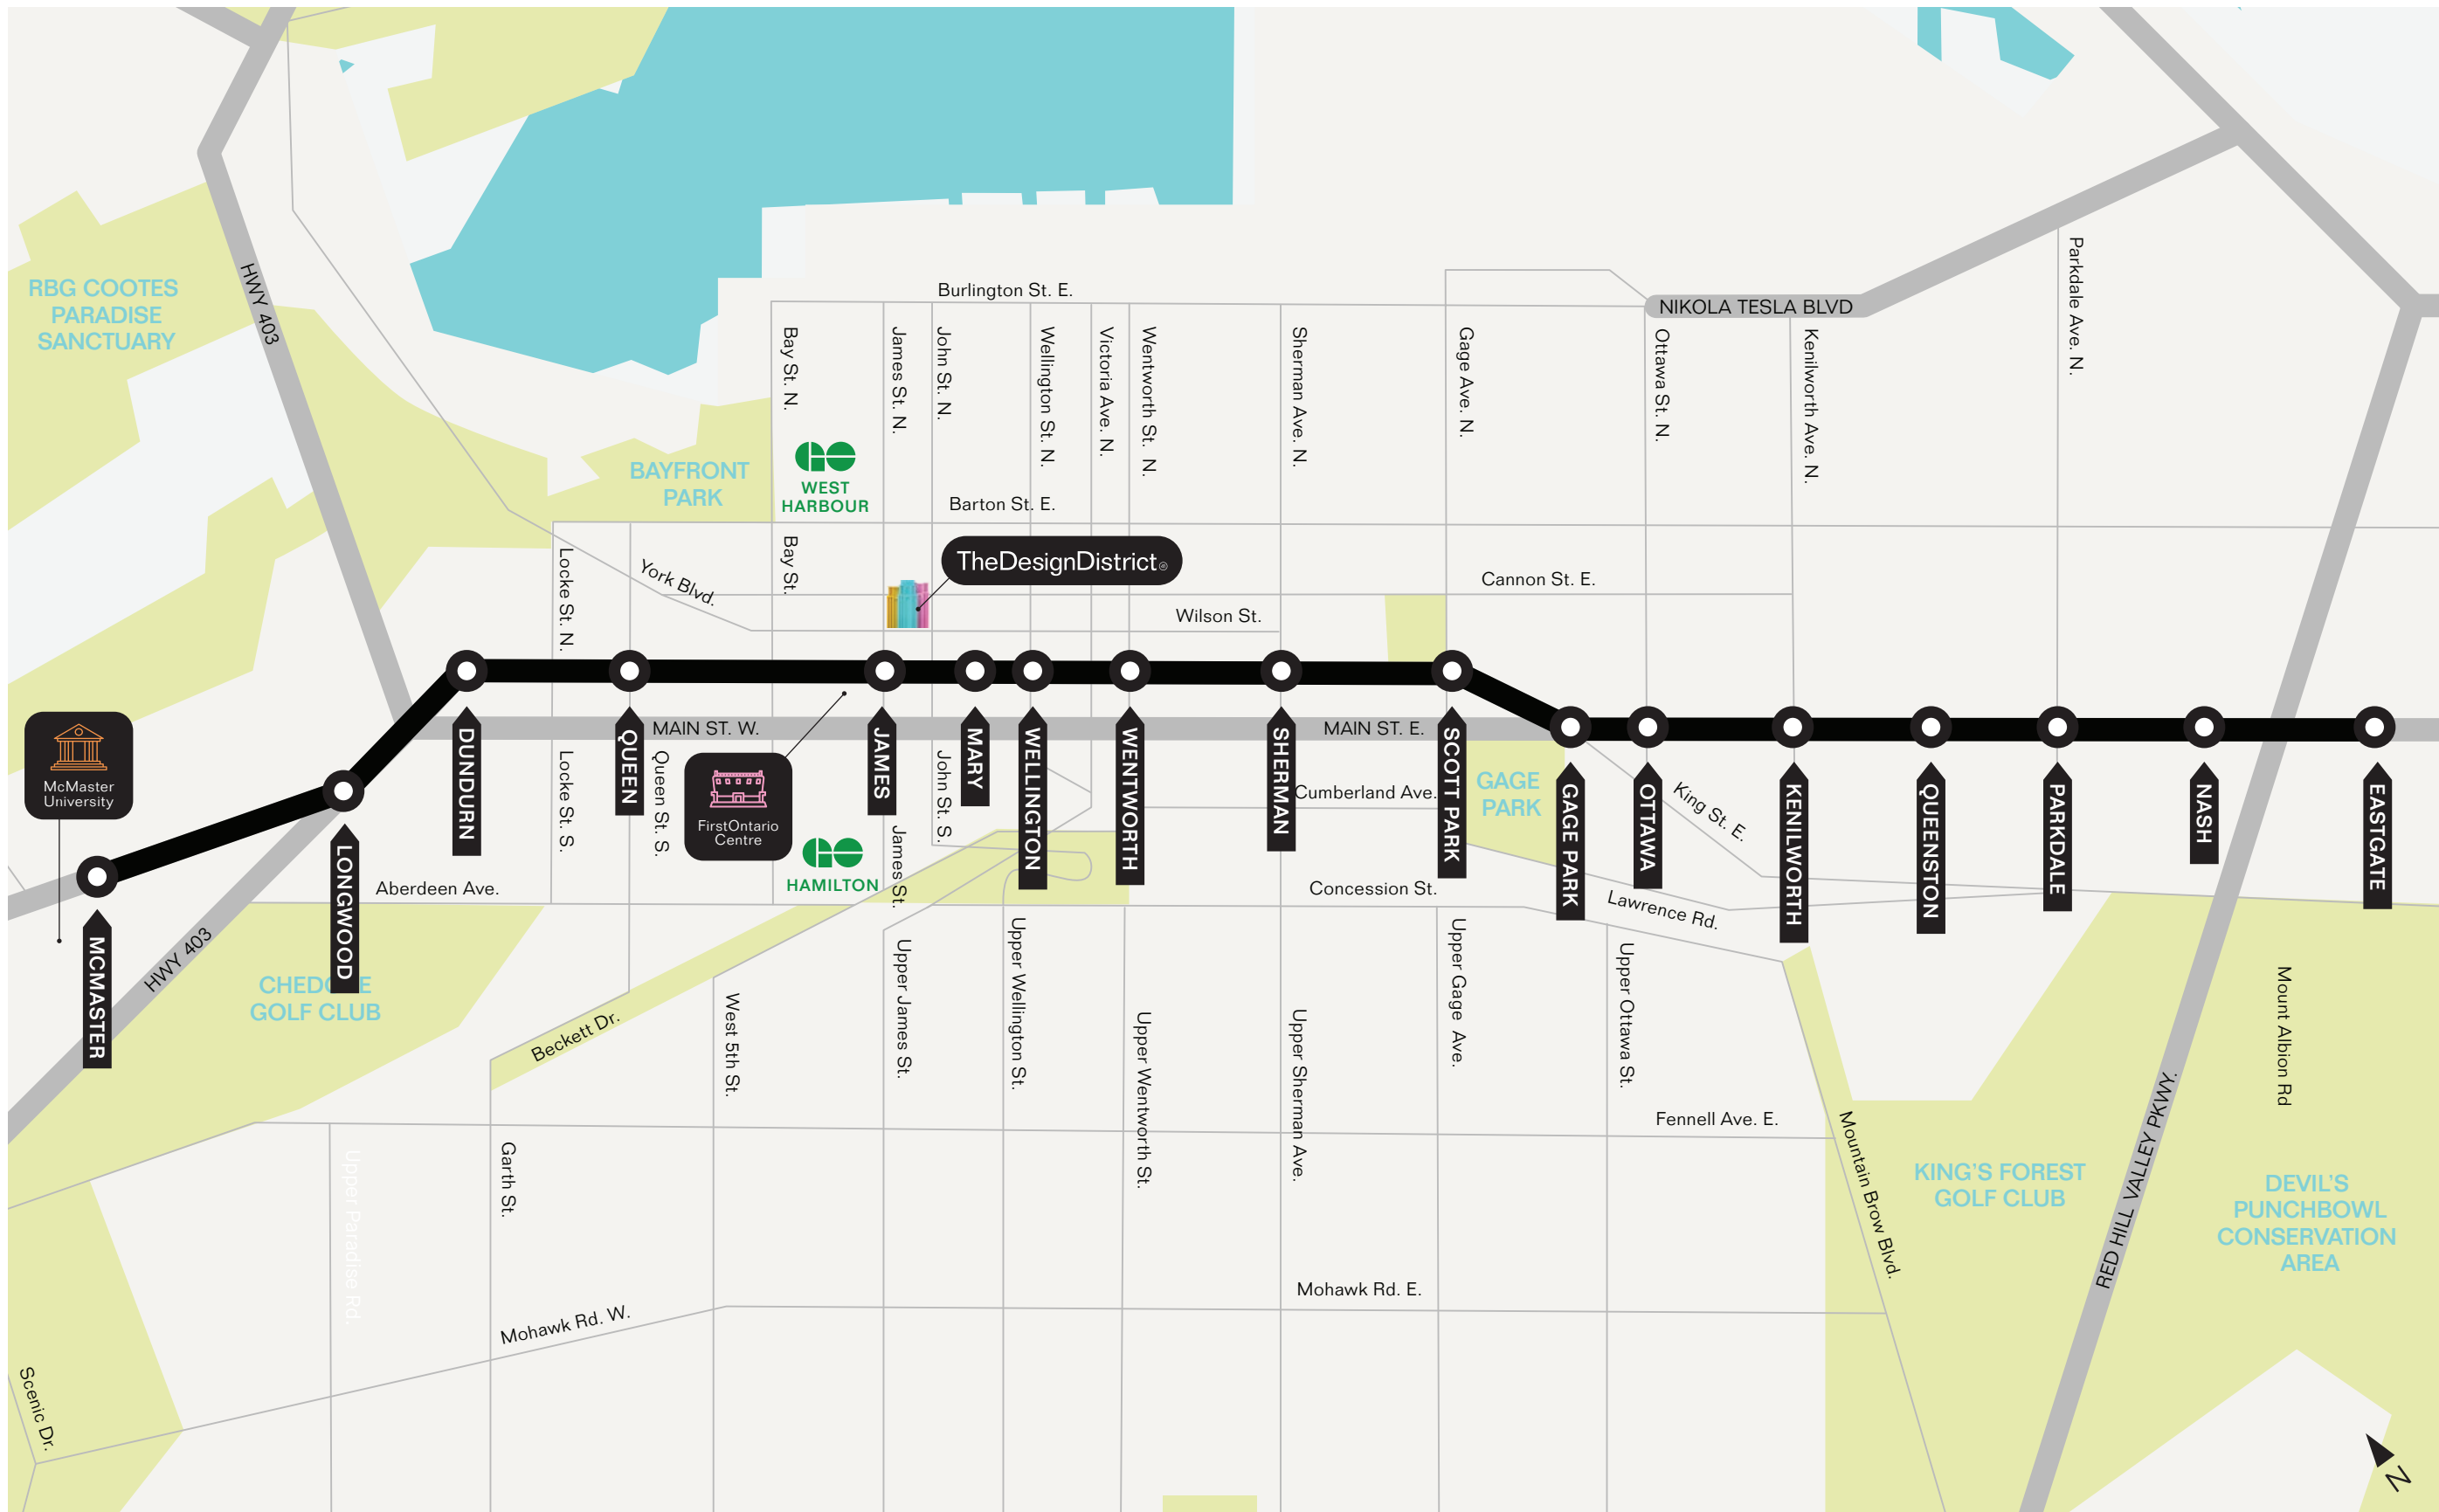 RBG COOTES
PARADISE
SANCTUARY
HWY 403
Burlington St. E.
NIKOLA TESLA BLVD
Parkdale Ave. N.
Bay St. N.
James St. N.
John St. N.
Wellington St. N.
Victoria Ave. N.
Wentworth St. N.
Sherman Ave. N.
Gage Ave. N.
Ottawa St. N.
Kenilworth Ave. N.
BAYFRONT
PARK
WEST
HARBOUR
Barton St. E.
Locke St. N.
York Blvd.
Bay St.
TheDesignDistrict®
Cannon St. E.
Wilson St.
McMaster
University
MAIN ST. W.
MAIN ST. E.
DUNDURN
QUEEN
JAMES
MARY
WELLINGTON
WENTWORTH
SHERMAN
SCOTT PARK
GAGE PARK
OTTAWA
KENILWORTH
QUEENSTON
PARKDALE
NASH
EASTGATE
LONGWOOD
MCMASTER
Locke St. S.
Queen St. S.
FirstOntario
Centre
John St. S.
Cumberland Ave.
GAGE
PARK
King St. E.
GO
HAMILTON
James St.
Aberdeen Ave.
Concession St.
Lawrence Rd.
HWY 403
CHEDOKE
GOLF CLUB
Beckett Dr.
West 5th St.
Upper James St.
Upper Wellington St.
Upper Wentworth St.
Upper Sherman Ave.
Upper Gage Ave.
Upper Ottawa St.
Mount Albion Rd
Fennell Ave. E.
Upper Paradise Rd.
Garth St.
Mountain Brow Blvd.
KING'S FOREST
GOLF CLUB
RED HILL VALLEY PKWY.
DEVIL'S
PUNCHBOWL
CONSERVATION
AREA
Mohawk Rd. W.
Mohawk Rd. E.
Scenic Dr.
N